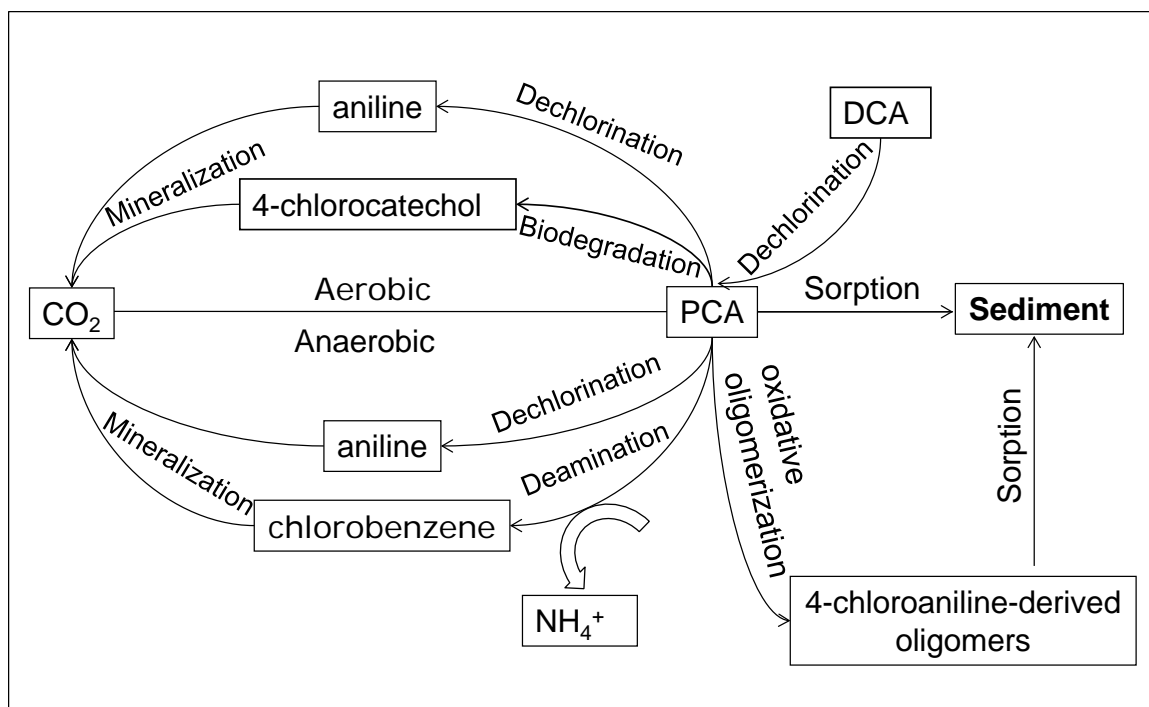 aniline
Dechlorination
DCA
Mineralization
4-chlorocatechol
Biodegradation
Dechlorination
CO₂
Aerobic
Anaerobic
PCA
Sorption
Sediment
Dechlorination
aniline
Deamination
Mineralization
chlorobenzene
oxidative
oligomerization
Sorption
NH₄⁺
4-chloroaniline-derived
oligomers